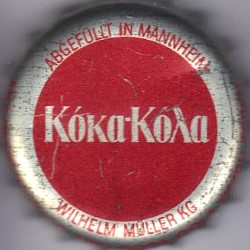 ABGEFÜLLT IN MANNHEIM
Κόκα-Κόλα
WILHELM MÜLLER KG